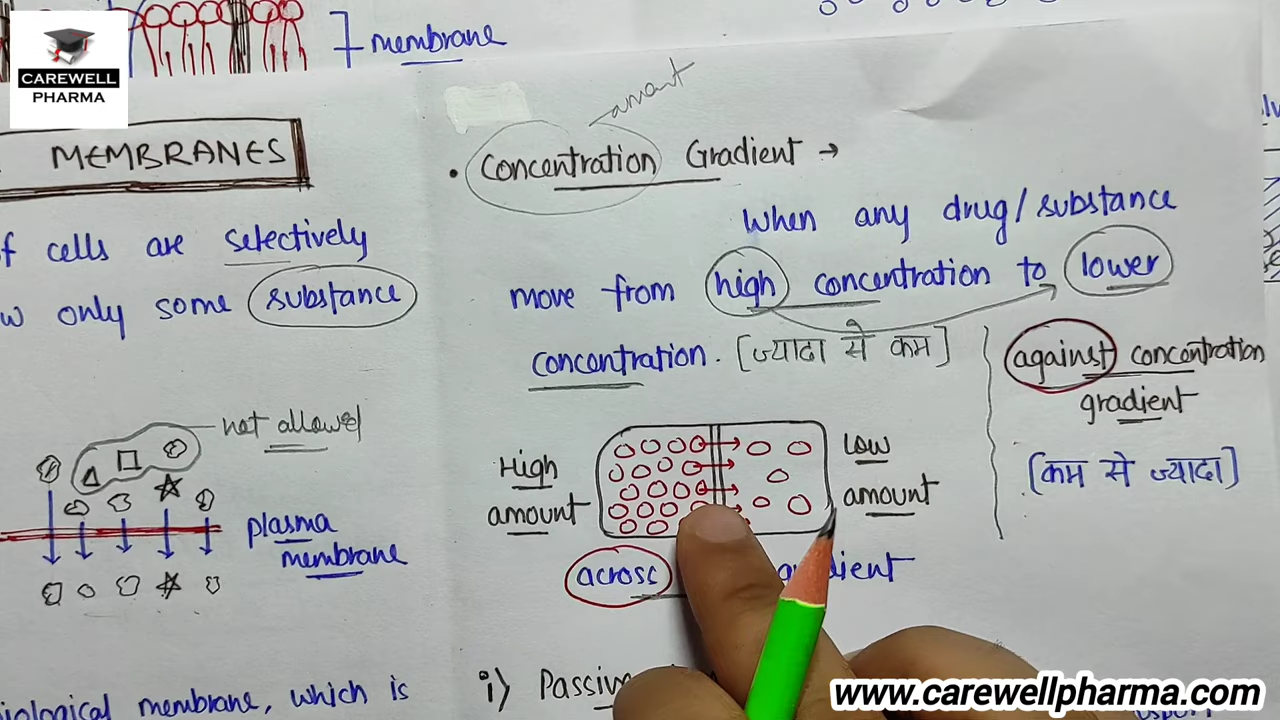 membrane
CAREWELL
PHARMA
MEMBRANES
of cells are selectively
only some substance
not allowed
plasma
membrane
biological membrane, which is
amount
• Concentration Gradient →
When any drug/substance
move from high concentration to lower
concentration. [ज्यादा से कम]
against concentration
gradient
[कम से ज्यादा]
High
amount
low
amount
across
i)
www.carewellpharma.com